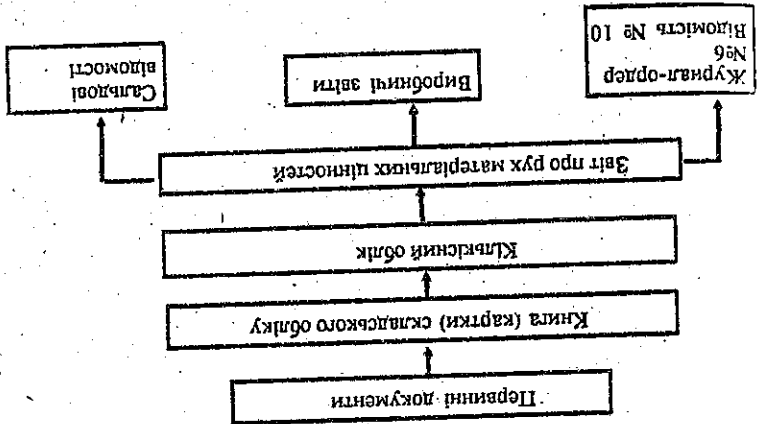 Первинні документи
Книга (картки) складського обліку
Кількісний облік
Звіт про рух матеріальних цінностей
Журнал-ордер
№6
Відомість № 10
Виробничі звіти
Сальдові
відомості